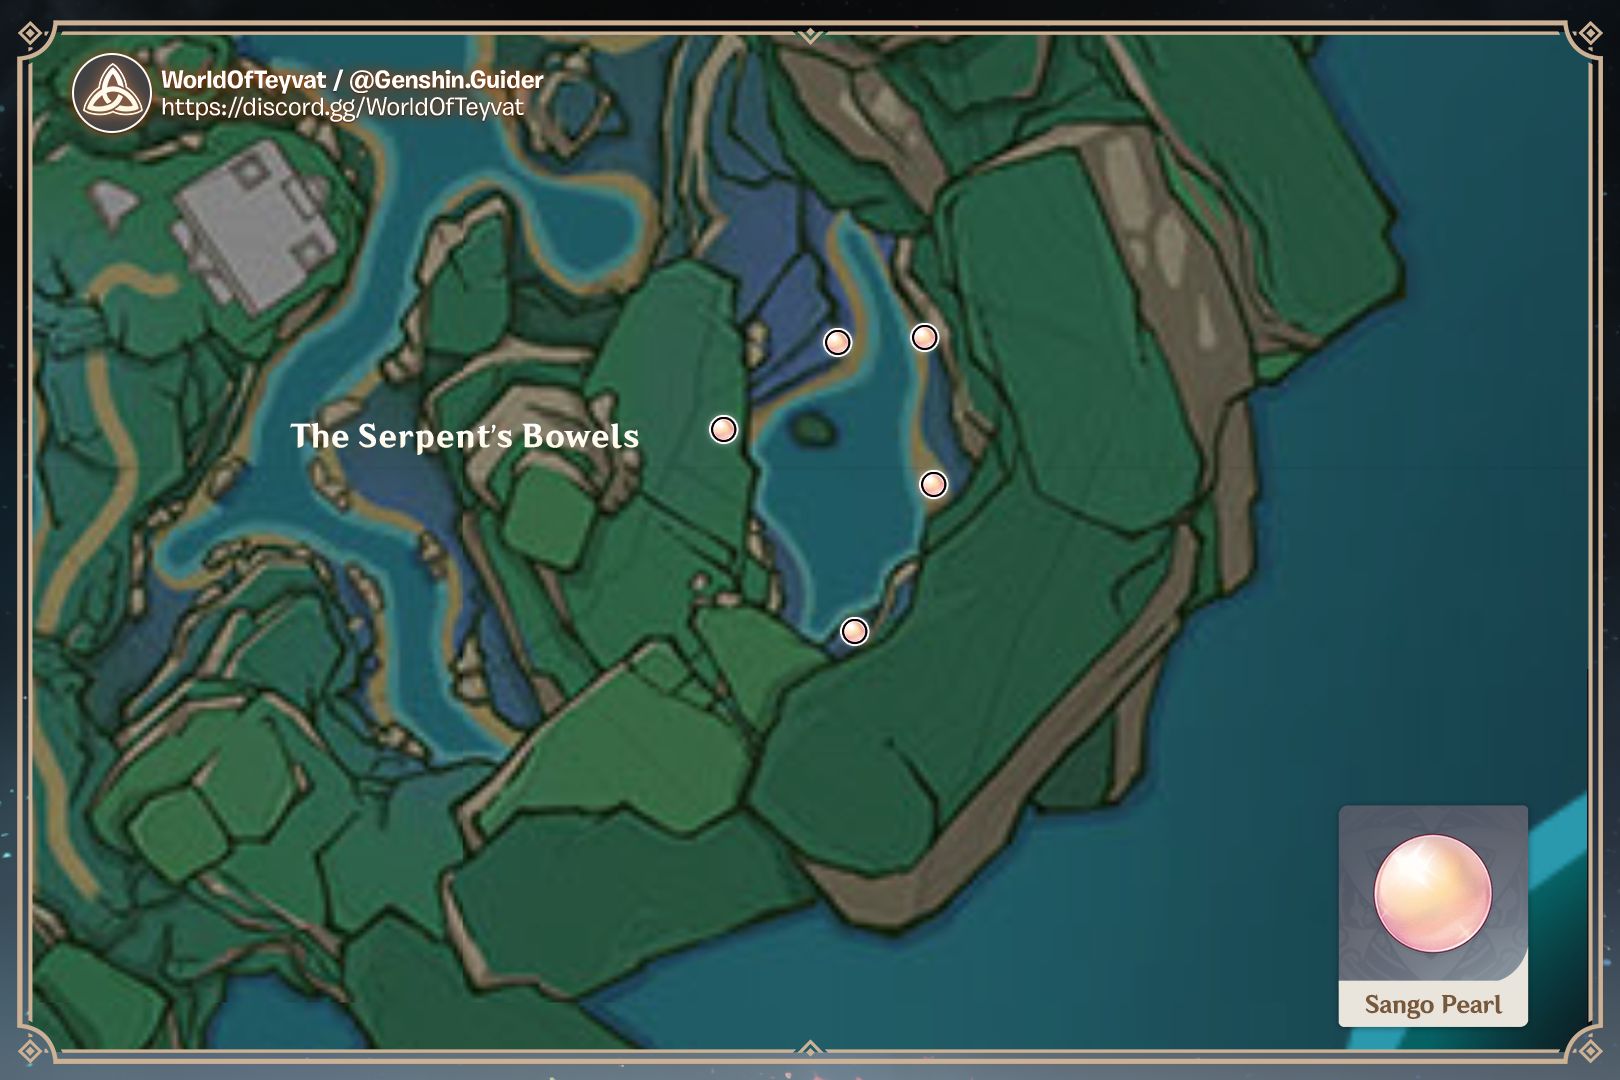 WorldOfTeyvat / @Genshin.Guider
https://discord.gg/WorldOfTeyvat
The Serpent's Bowels
Sango Pearl